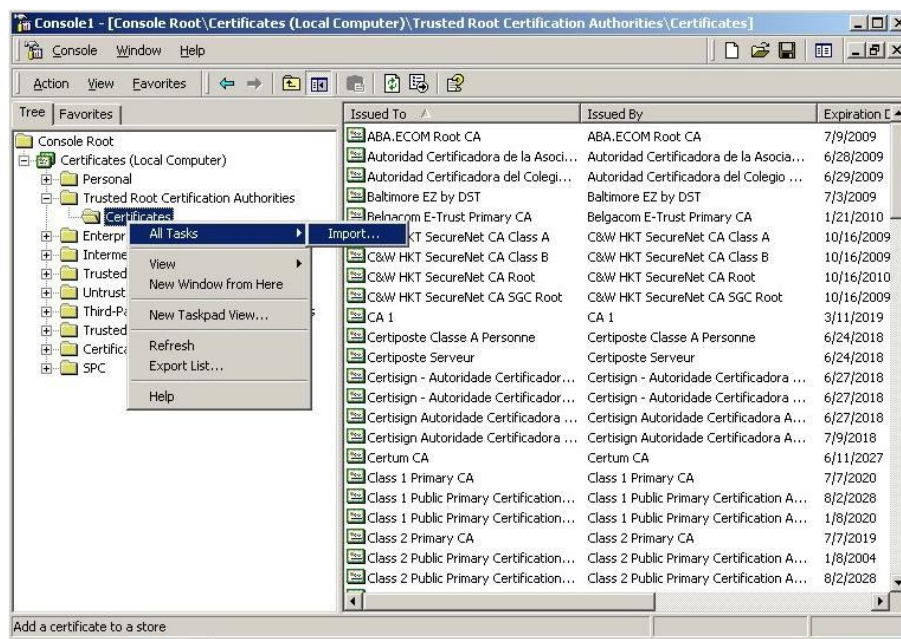 Console1 - [Console Root\Certificates (Local Computer)\Trusted Root Certification Authorities\Certificates]
Console Window Help
Action View Favorites
Tree Favorites
Console Root
Certificates (Local Computer)
Personal
Trusted Root Certification Authorities
Certificates
Enterpr
Interme
Trusted
Untrust
Third-Pa
Trusted
Certifica
SPC
All Tasks
View
New Window from Here
New Taskpad View...
Refresh
Export List...
Help
Import...
Issued To Issued By Expiration D
ABA.ECOM Root CA ABA.ECOM Root CA 7/9/2009
Autoridad Certificadora de la Asoci... Autoridad Certificadora de la Asocia... 6/28/2009
Autoridad Certificadora del Colegi... Autoridad Certificadora del Colegio ... 6/29/2009
Baltimore EZ by DST Baltimore EZ by DST 7/3/2009
Belgacom E-Trust Primary CA Belgacom E-Trust Primary CA 1/21/2010
KT SecureNet CA Class A C&W HKT SecureNet CA Class A 10/16/2009
C&W HKT SecureNet CA Class B C&W HKT SecureNet CA Class B 10/16/2009
C&W HKT SecureNet CA Root C&W HKT SecureNet CA Root 10/16/2010
C&W HKT SecureNet CA SGC Root C&W HKT SecureNet CA SGC Root 10/16/2009
CA 1 CA 1 3/11/2019
Certiposte Classe A Personne Certiposte Classe A Personne 6/24/2018
Certiposte Serveur Certiposte Serveur 6/24/2018
Certisign - Autoridade Certificador... Certisign - Autoridade Certificadora ... 6/27/2018
Certisign - Autoridade Certificador... Certisign - Autoridade Certificadora ... 6/27/2018
Certisign Autoridade Certificadora ... Certisign Autoridade Certificadora A... 6/27/2018
Certisign Autoridade Certificadora ... Certisign Autoridade Certificadora A... 7/9/2018
Certum CA Certum CA 6/11/2027
Class 1 Primary CA Class 1 Primary CA 7/7/2020
Class 1 Public Primary Certification... Class 1 Public Primary Certification A... 8/2/2028
Class 1 Public Primary Certification... Class 1 Public Primary Certification A... 1/8/2020
Class 2 Primary CA Class 2 Primary CA 7/7/2019
Class 2 Public Primary Certification... Class 2 Public Primary Certification A... 1/8/2004
Class 2 Public Primary Certification... Class 2 Public Primary Certification A... 8/2/2028
Add a certificate to a store